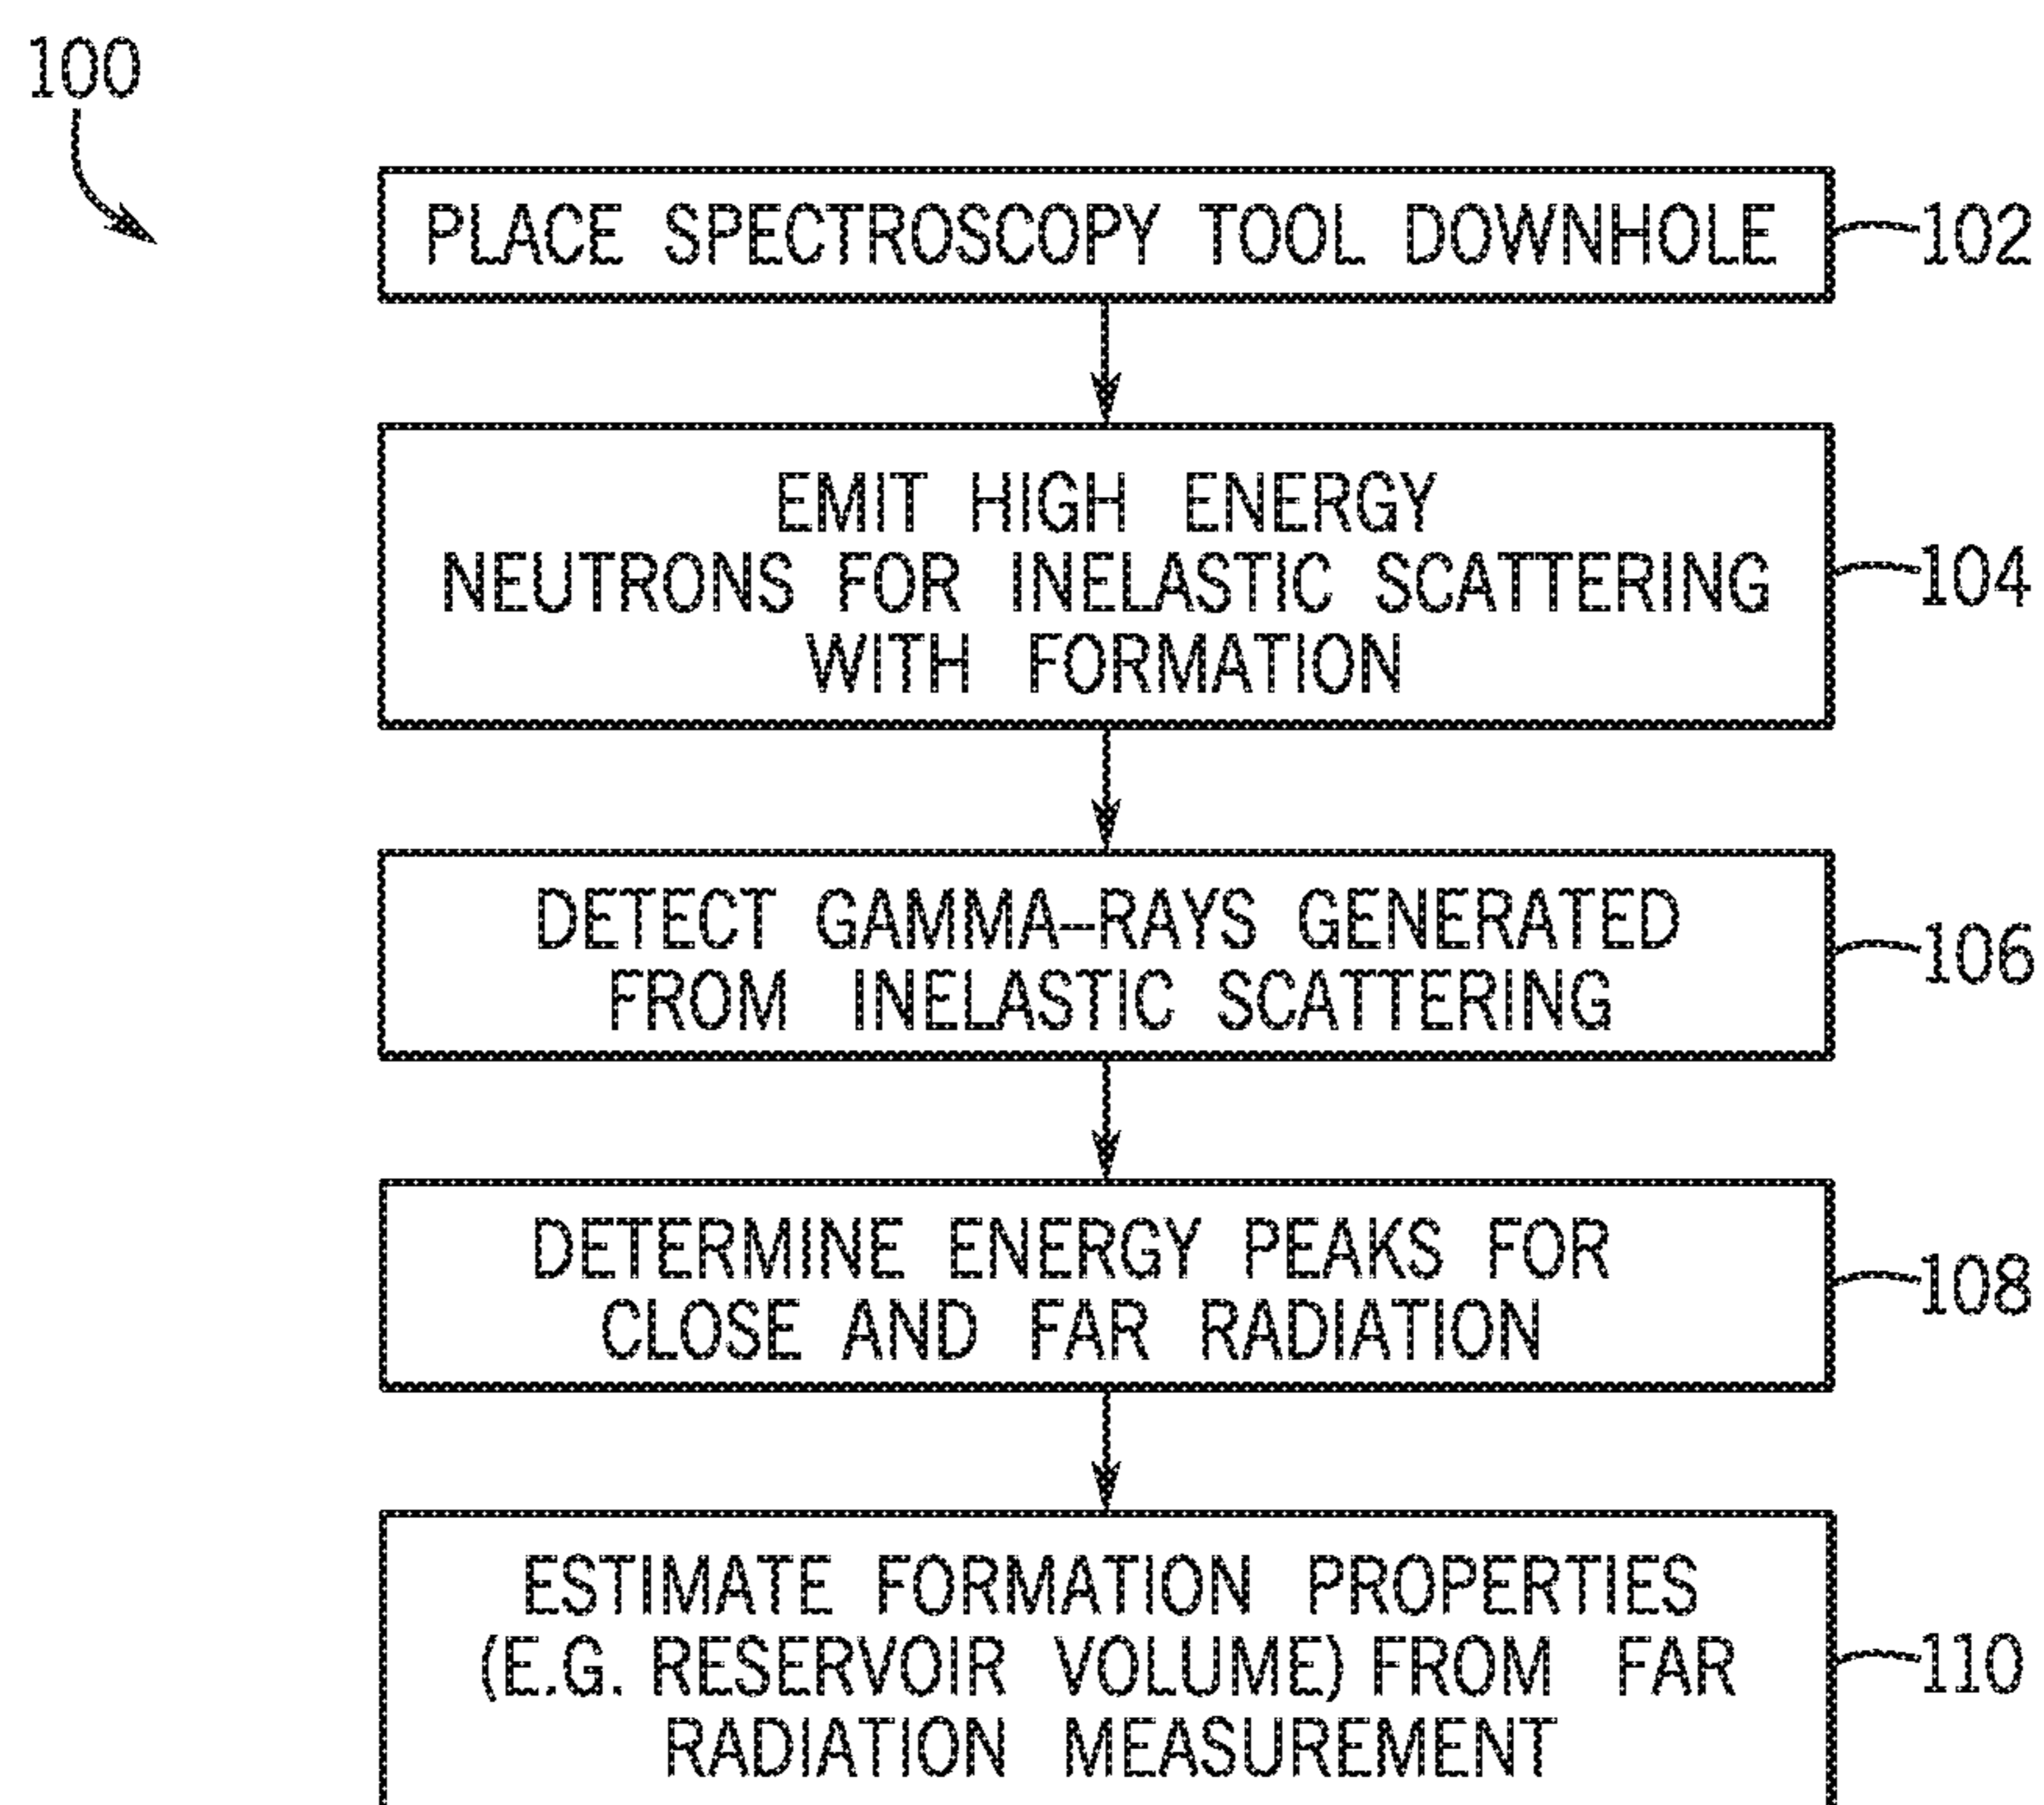 100
PLACE SPECTROSCOPY TOOL DOWNHOLE
102
EMIT HIGH ENERGY
NEUTRONS FOR INELASTIC SCATTERING
WITH FORMATION
104
DETECT GAMMA-RAYS GENERATED
FROM INELASTIC SCATTERING
106
DETERMINE ENERGY PEAKS FOR
CLOSE AND FAR RADIATION
108
ESTIMATE FORMATION PROPERTIES
(E.G. RESERVOIR VOLUME) FROM FAR
RADIATION MEASUREMENT
110